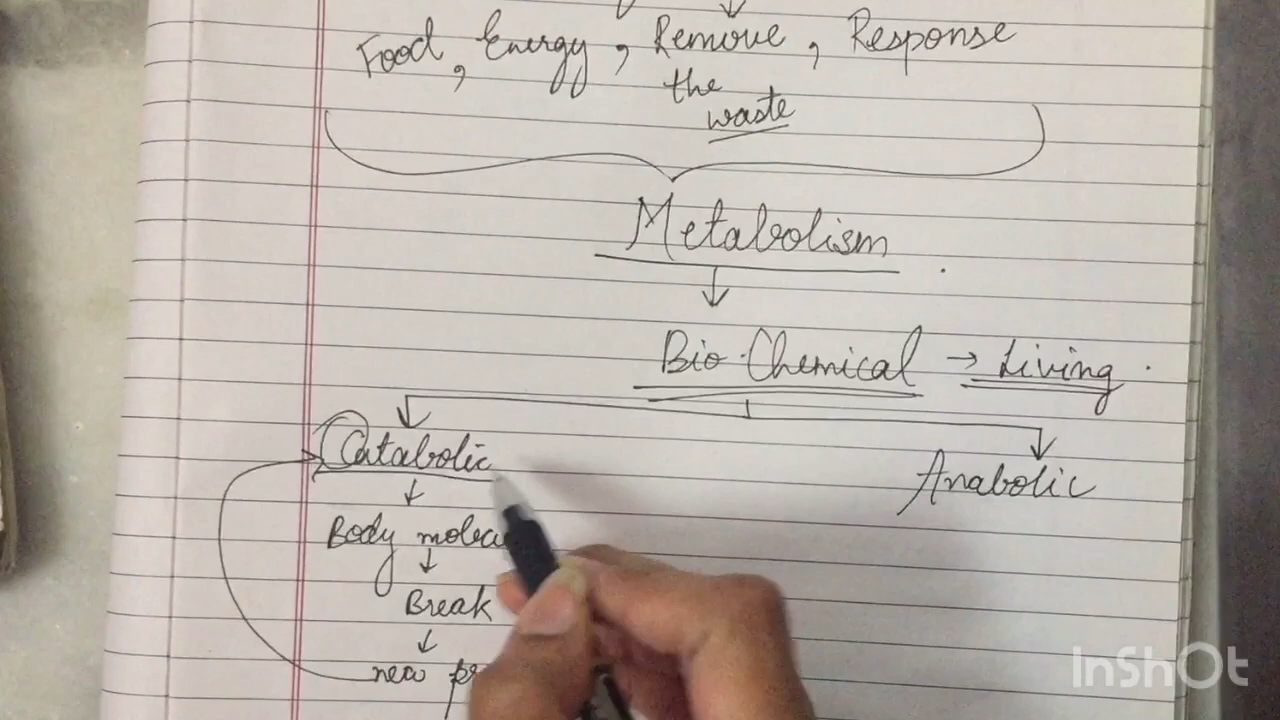 Food, Energy, Remove, Response
the
waste
Metabolism
Bio Chemical → Living
Catabolic
Anabolic
Body
Break
new
InShOt